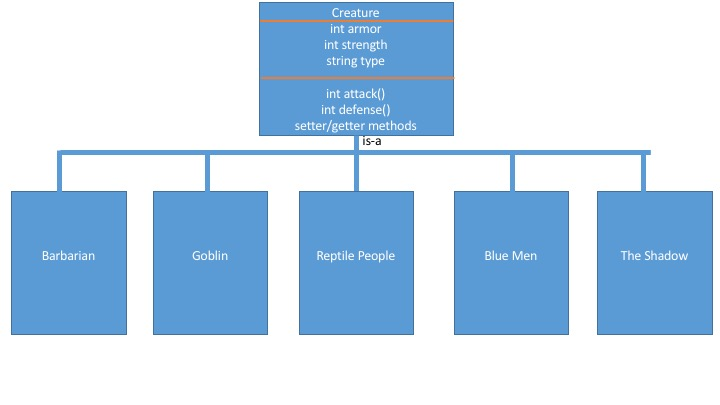 Creature
int armor
int strength
string type
int attack()
int defense()
setter/getter methods
is-a
Barbarian
Goblin
Reptile People
Blue Men
The Shadow